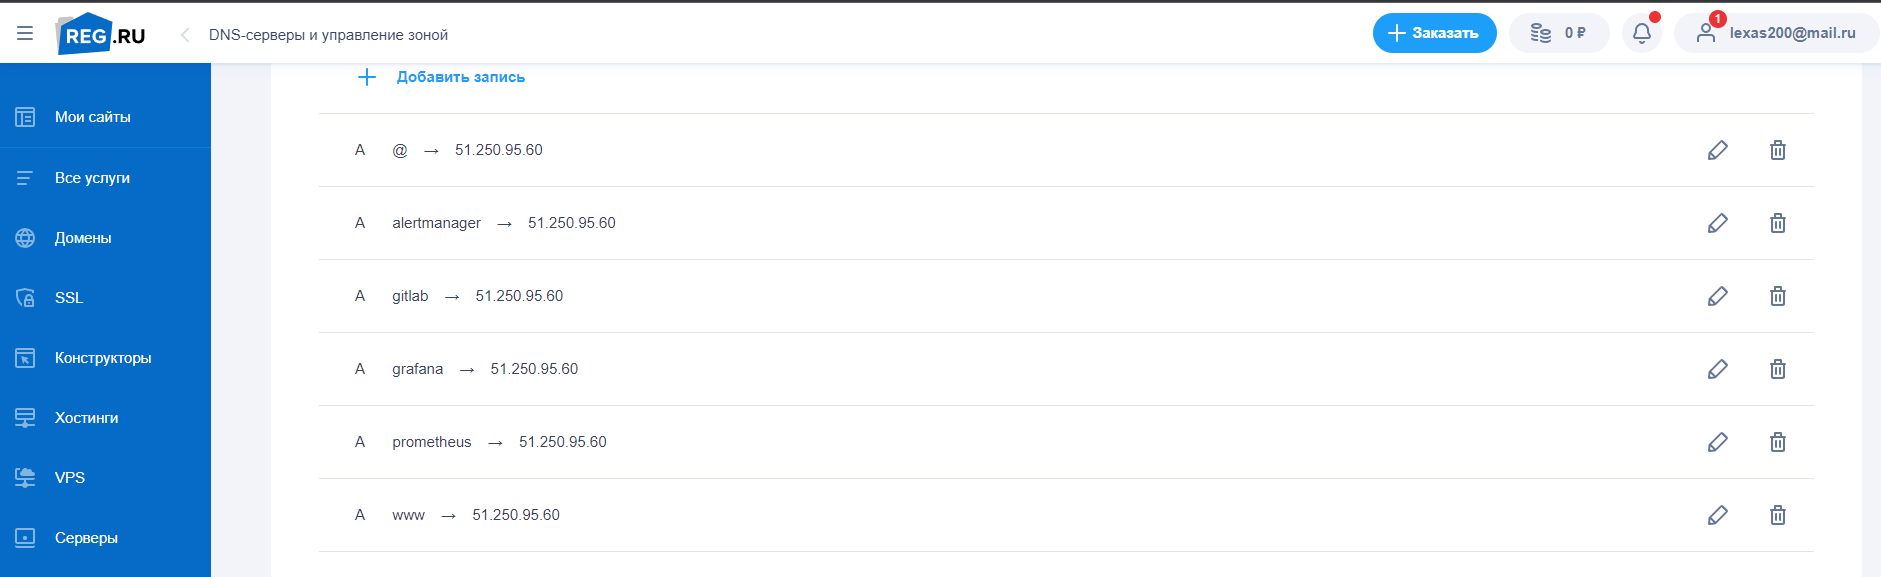 REG.RU
DNS-серверы и управление зоной
Заказать
0 ₽
1
lexas200@mail.ru
Мои сайты
Все услуги
Домены
SSL
Конструкторы
Хостинги
VPS
Серверы
Добавить запись
A @ → 51.250.95.60
A alertmanager → 51.250.95.60
A gitlab → 51.250.95.60
A grafana → 51.250.95.60
A prometheus → 51.250.95.60
A www → 51.250.95.60